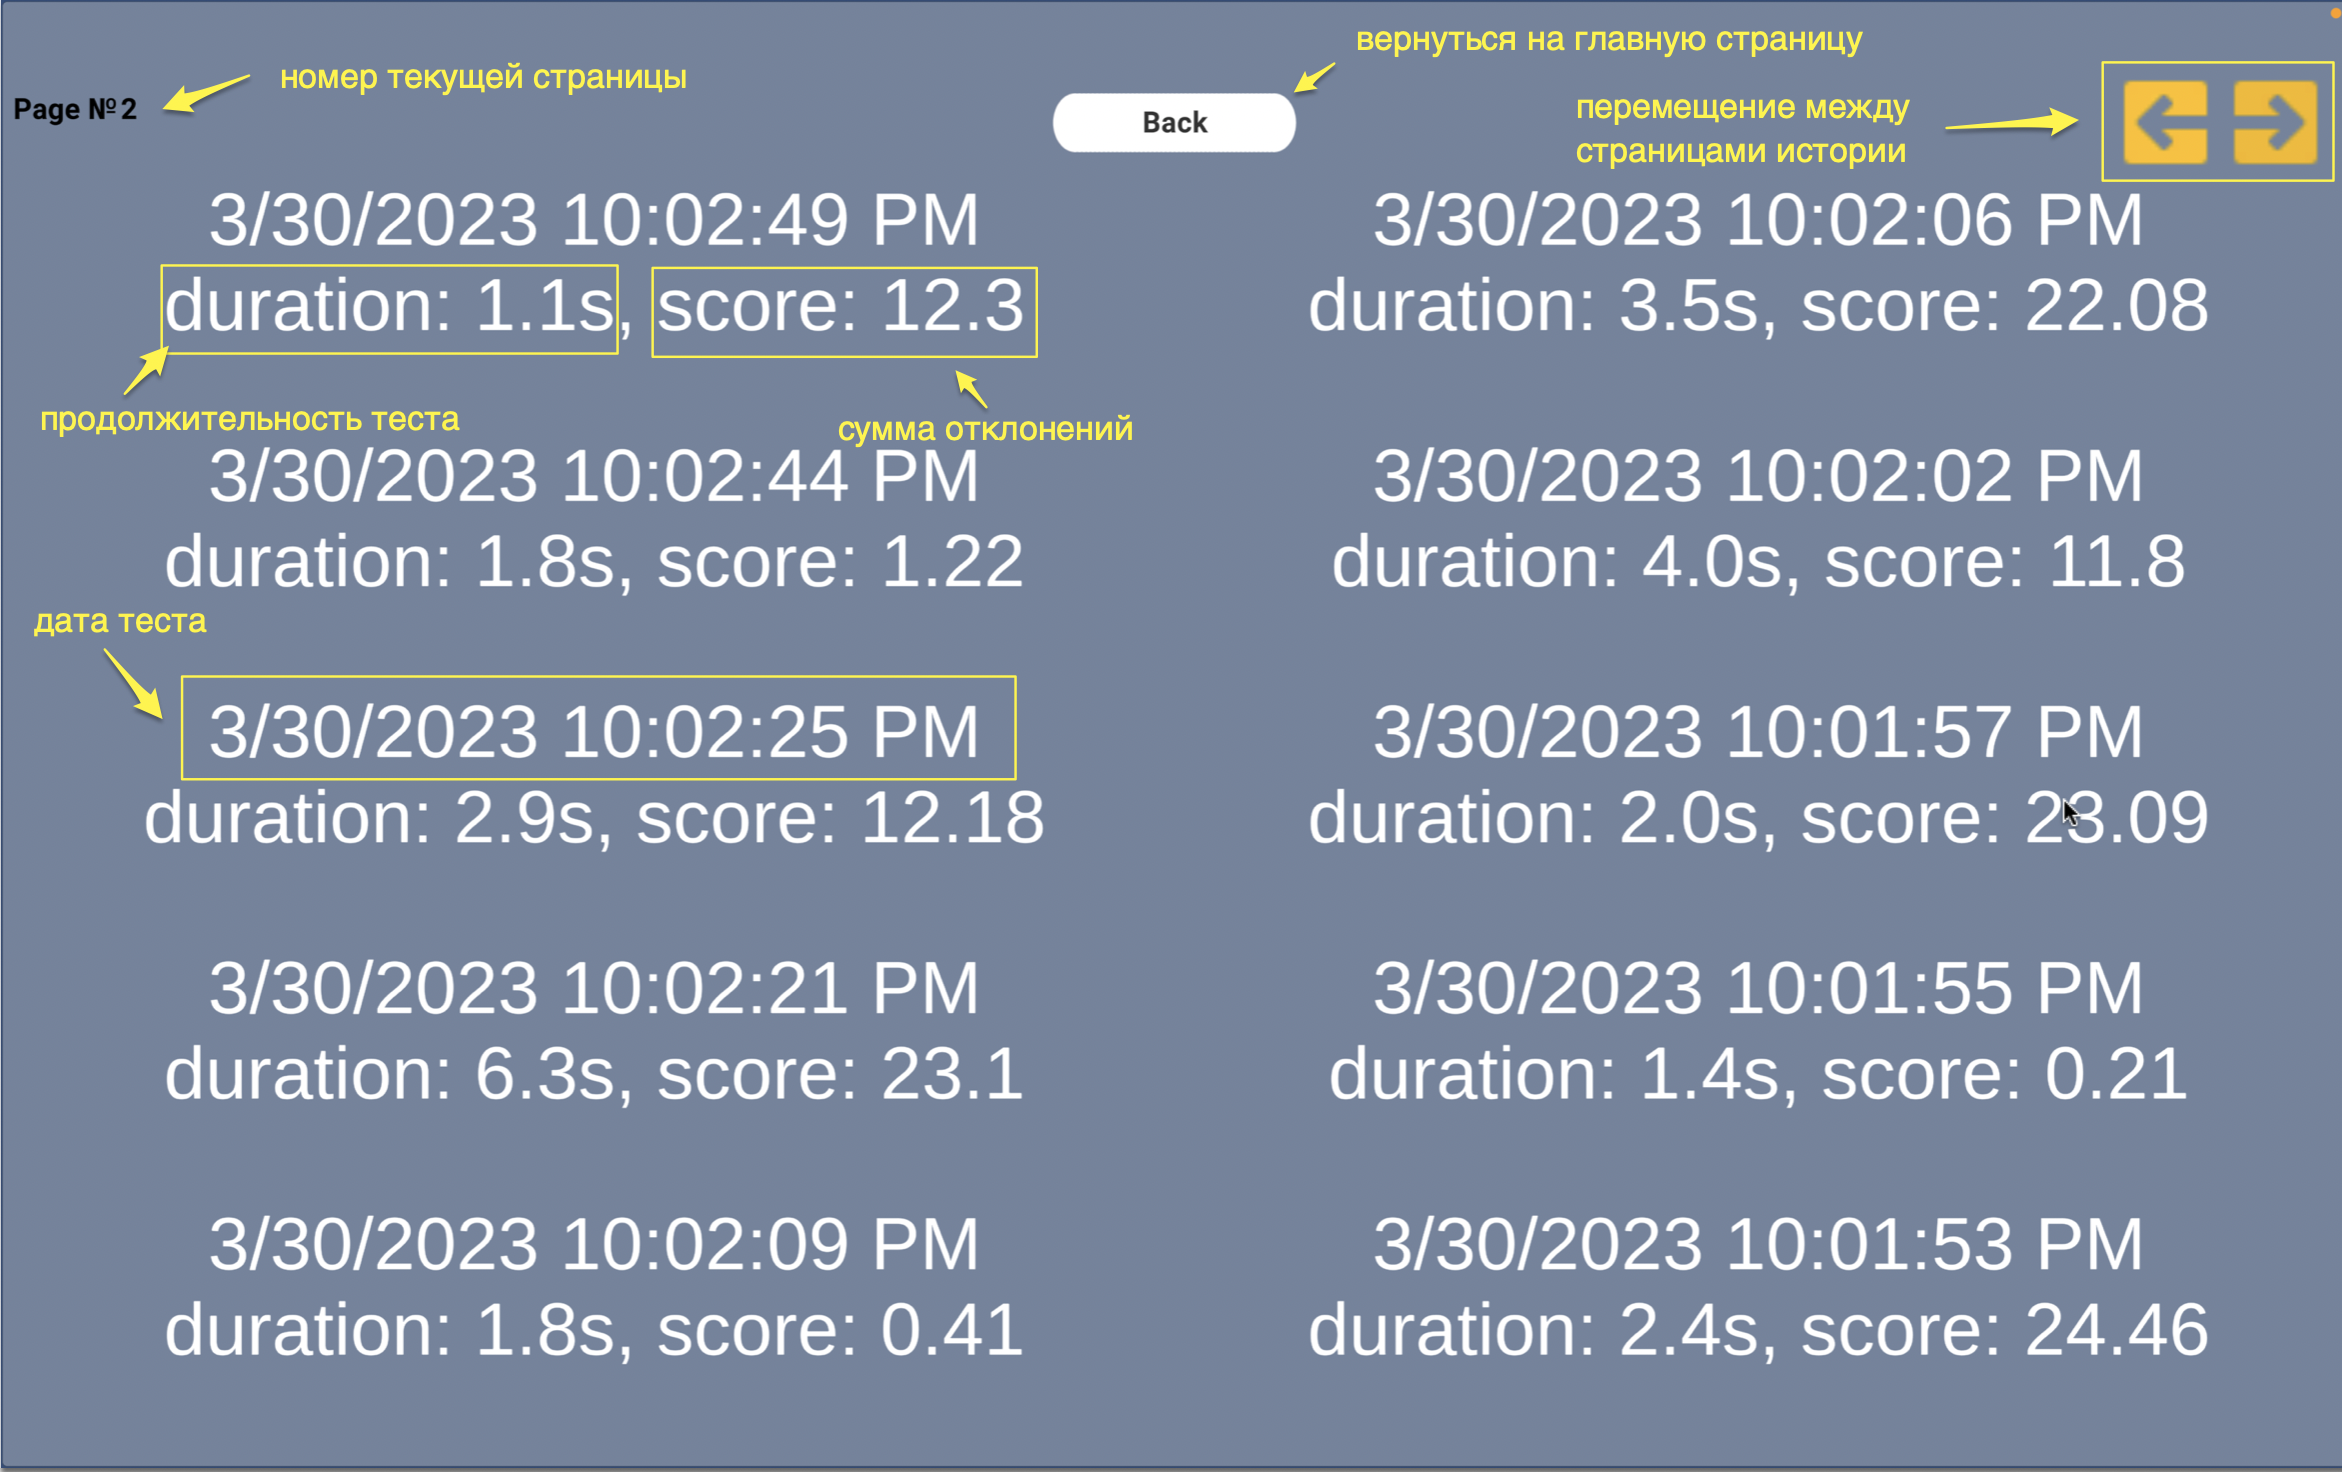 вернуться на главную страницу
номер текущей страницы
Page №2
Back
перемещение между
страницами истории
3/30/2023 10:02:49 PM
duration: 1.1s, score: 12.3
продолжительность теста
сумма отклонений
3/30/2023 10:02:44 PM
duration: 1.8s, score: 1.22
дата теста
3/30/2023 10:02:25 PM
duration: 2.9s, score: 12.18
3/30/2023 10:02:21 PM
duration: 6.3s, score: 23.1
3/30/2023 10:02:09 PM
duration: 1.8s, score: 0.41
3/30/2023 10:02:06 PM
duration: 3.5s, score: 22.08
3/30/2023 10:02:02 PM
duration: 4.0s, score: 11.8
3/30/2023 10:01:57 PM
duration: 2.0s, score: 23.09
3/30/2023 10:01:55 PM
duration: 1.4s, score: 0.21
3/30/2023 10:01:53 PM
duration: 2.4s, score: 24.46